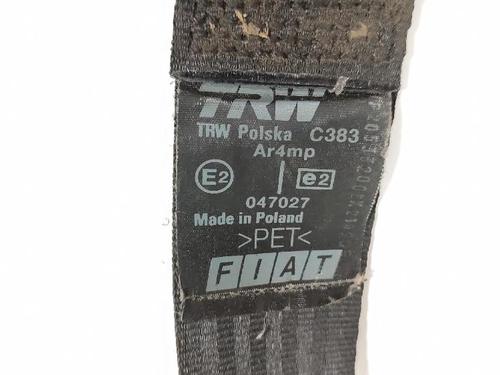 TRW
TRW Polska C383
Ar4mp
E2 e2
047027
Made in Poland
>PET<
FIAT